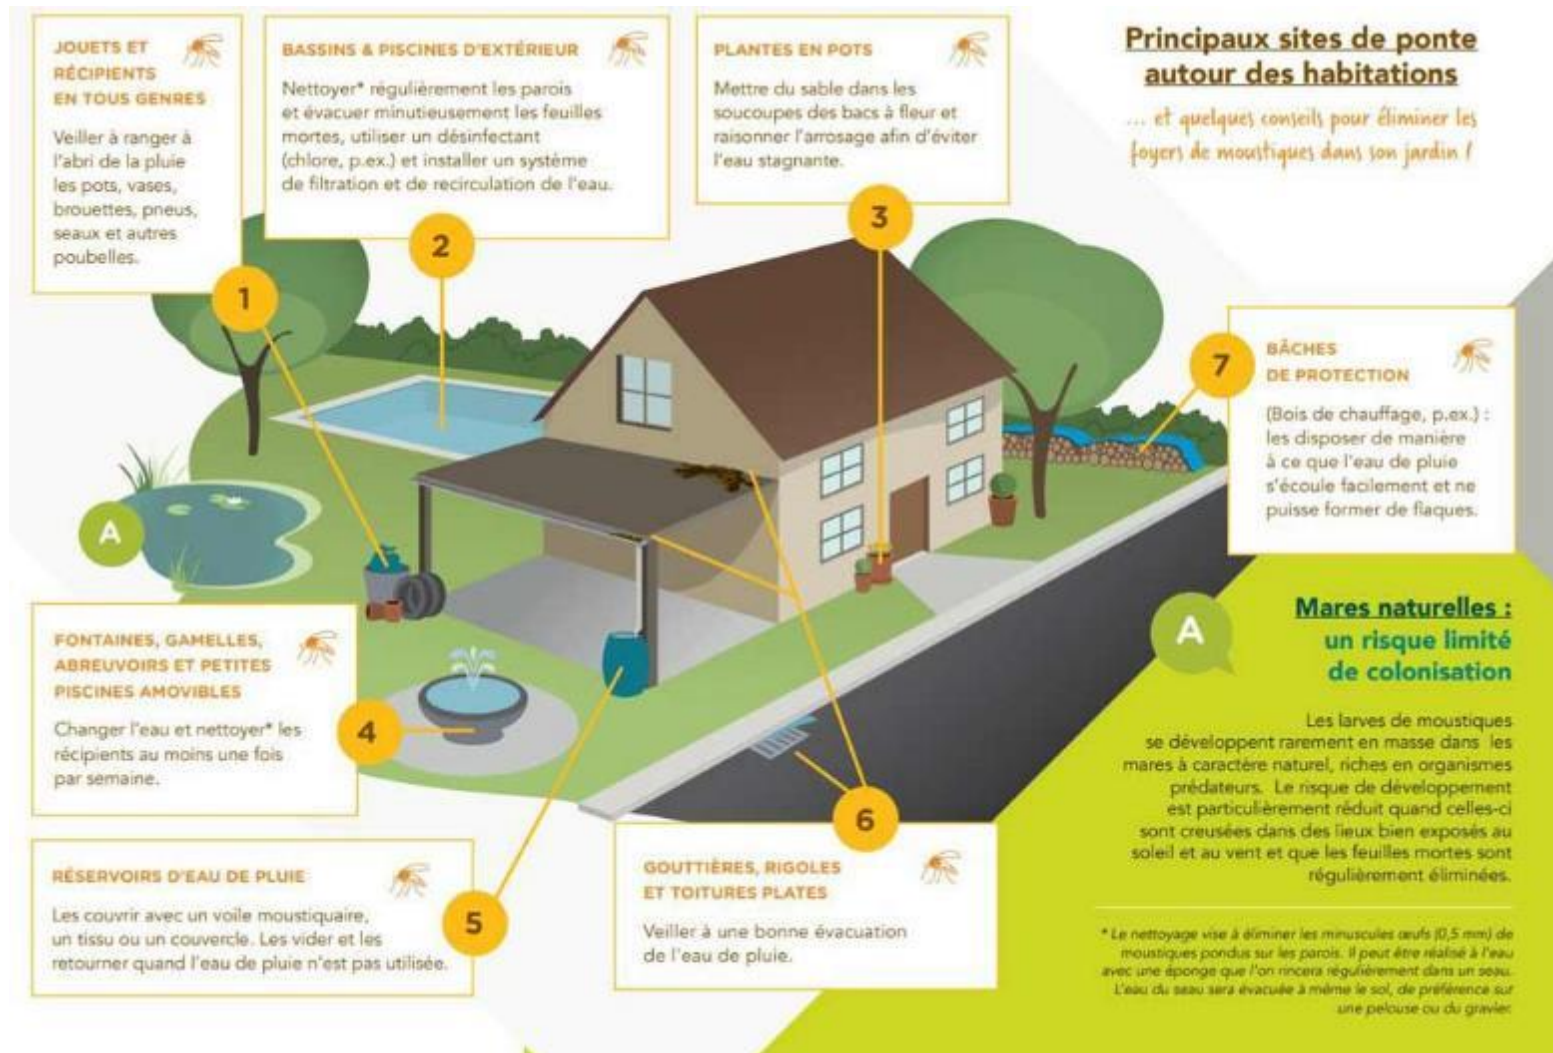 Principaux sites de ponte
autour des habitations
... et quelques conseils pour éliminer les
foyers de moustiques dans son jardin !
JOUETS ET
RÉCIPIENTS
EN TOUS GENRES
Veiller à ranger à
l'abri de la pluie
les pots, vases,
brouettes, pneus,
seaux et autres
poubelles.
1
BASSINS & PISCINES D'EXTÉRIEUR
Nettoyer* régulièrement les parois
et évacuer minutieusement les feuilles
mortes, utiliser un désinfectant
(chlore, p.ex.) et installer un système
de filtration et de recirculation de l'eau.
2
PLANTES EN POTS
Mettre du sable dans les
soucoupes des bacs à fleur et
raisonner l'arrosage afin d'éviter
l'eau stagnante.
3
7
BÂCHES
DE PROTECTION
(Bois de chauffage, p.ex.) :
les disposer de manière
à ce que l'eau de pluie
s'écoule facilement et ne
puisse former de flaques.
A
FONTAINES, GAMELLES,
ABREUVOIRS ET PETITES
PISCINES AMOVIBLES
Changer l'eau et nettoyer* les
récipients au moins une fois
par semaine.
4
RÉSERVOIRS D'EAU DE PLUIE
Les couvrir avec un voile moustiquaire,
un tissu ou un couvercle. Les vider et les
retourner quand l'eau de pluie n'est pas utilisée.
5
6
GOUTTIÈRES, RIGOLES
ET TOITURES PLATES
Veiller à une bonne évacuation
de l'eau de pluie.
A
Mares naturelles :
un risque limité
de colonisation
Les larves de moustiques
se développent rarement en masse dans les
mares à caractère naturel, riches en organismes
prédateurs. Le risque de développement
est particulièrement réduit quand celles-ci
sont creusées dans des lieux bien exposés au
soleil et au vent et que les feuilles mortes sont
régulièrement éliminées.
* Le nettoyage vise à éliminer les minuscules œufs (0,5 mm) de
moustiques pondus sur les parois. Il peut être réalisé à l'eau
avec une éponge que l'on rincera régulièrement dans un seau.
L'eau du seau sera évacuée à même le sol, de préférence sur
une pelouse ou du gravier.